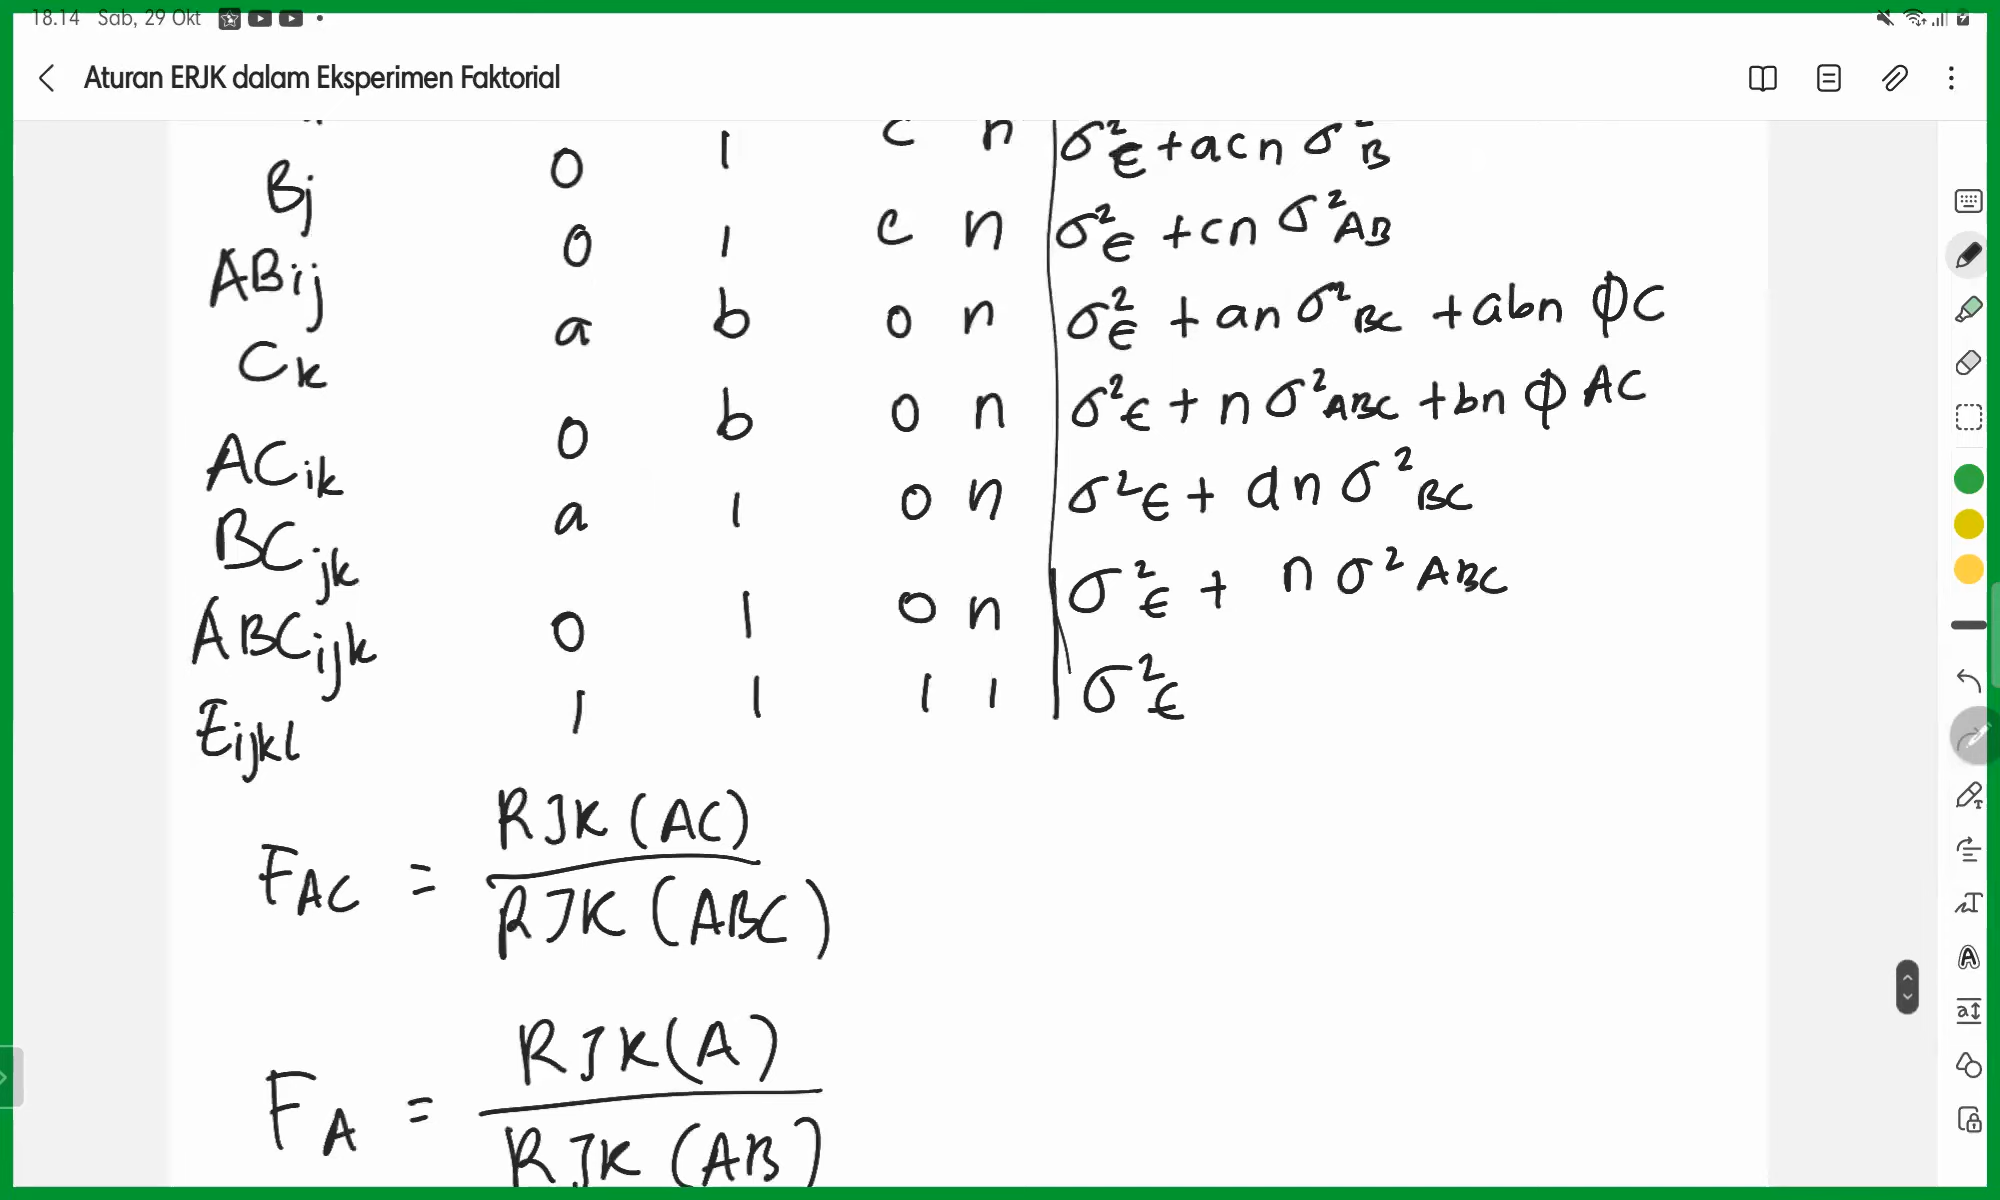 18.14 Sab, 29 Okt
Aturan ERJK dalam Eksperimen Faktorial
Bj 0 1 c n σ²ϵ + acn σ²B
ABij 0 1 c n σ²ϵ + cn σ²AB
Ck a b 0 n σ²ϵ + an σ²BC + abn ΦC
ACik 0 b 0 n σ²ϵ + n σ²ABC + bn Φ AC
BCjk a 1 0 n σ²ϵ + an σ²BC
ABCijk 0 1 0 n σ²ϵ + n σ² ABC
Eijkl 1 1 1 1 σ²ϵ
FAC = RJK (AC) / RJK (ABC)
FA = RJK (A) / RJK (AB)